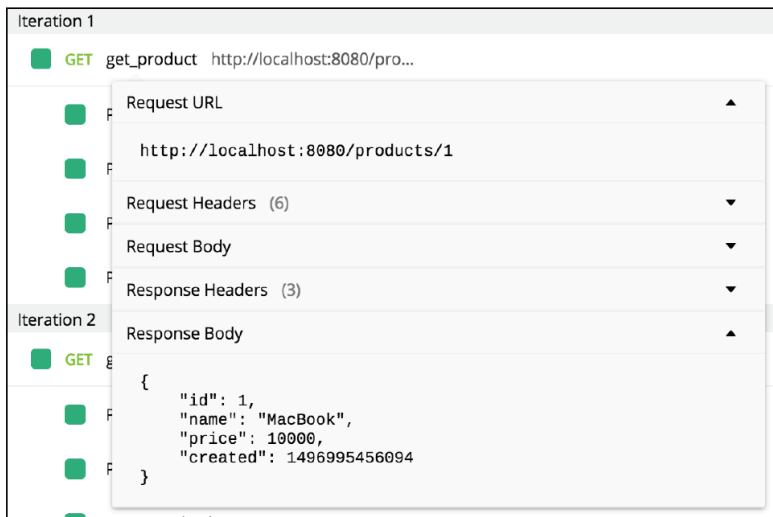 Iteration 1
GET get_product http://localhost:8080/pro...
Request URL
http://localhost:8080/products/1
Request Headers (6)
Request Body
Response Headers (3)
Iteration 2
Response Body
GET
{
"id": 1,
"name": "MacBook",
"price": 10000,
"created": 1496995456094
}